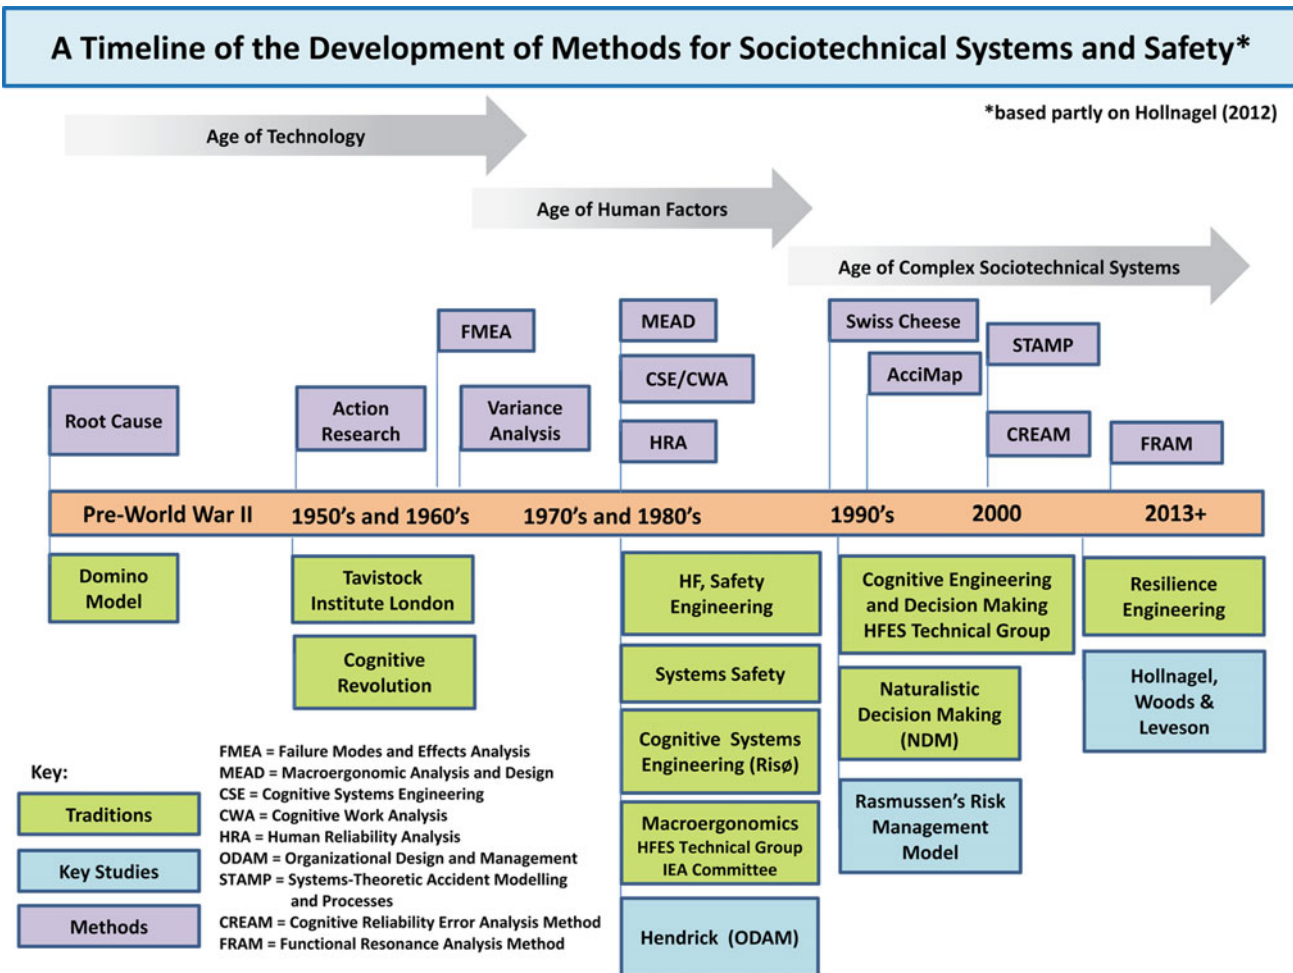 A Timeline of the Development of Methods for Sociotechnical Systems and Safety*
*based partly on Hollnagel (2012)
Age of Technology
Age of Human Factors
Age of Complex Sociotechnical Systems
Root Cause
Action
Research
FMEA
Variance
Analysis
MEAD
CSE/CWA
HRA
Swiss Cheese
AcciMap
STAMP
CREAM
FRAM
Pre-World War II
1950's and 1960's
1970's and 1980's
1990's
2000
2013+
Domino
Model
Tavistock
Institute London
Cognitive
Revolution
HF, Safety
Engineering
Systems Safety
Cognitive Systems
Engineering (Risø)
Macroergonomics
HFES Technical Group
IEA Committee
Hendrick (ODAM)
Cognitive Engineering
and Decision Making
HFES Technical Group
Naturalistic
Decision Making
(NDM)
Rasmussen's Risk
Management
Model
Resilience
Engineering
Hollnagel,
Woods &
Leveson
Key:
Traditions
Key Studies
Methods
FMEA = Failure Modes and Effects Analysis
MEAD = Macroergonomic Analysis and Design
CSE = Cognitive Systems Engineering
CWA = Cognitive Work Analysis
HRA = Human Reliability Analysis
ODAM = Organizational Design and Management
STAMP = Systems-Theoretic Accident Modelling
and Processes
CREAM = Cognitive Reliability Error Analysis Method
FRAM = Functional Resonance Analysis Method